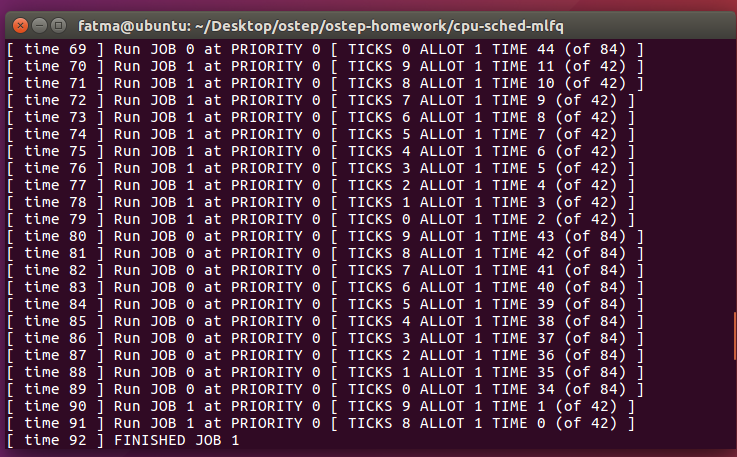 fatma@ubuntu: ~/Desktop/ostep/ostep-homework/cpu-sched-mlfq
[ time 69 ] Run JOB 0 at PRIORITY 0 [ TICKS 0 ALLOT 1 TIME 44 (of 84) ]
[ time 70 ] Run JOB 1 at PRIORITY 0 [ TICKS 9 ALLOT 1 TIME 11 (of 42) ]
[ time 71 ] Run JOB 1 at PRIORITY 0 [ TICKS 8 ALLOT 1 TIME 10 (of 42) ]
[ time 72 ] Run JOB 1 at PRIORITY 0 [ TICKS 7 ALLOT 1 TIME 9 (of 42) ]
[ time 73 ] Run JOB 1 at PRIORITY 0 [ TICKS 6 ALLOT 1 TIME 8 (of 42) ]
[ time 74 ] Run JOB 1 at PRIORITY 0 [ TICKS 5 ALLOT 1 TIME 7 (of 42) ]
[ time 75 ] Run JOB 1 at PRIORITY 0 [ TICKS 4 ALLOT 1 TIME 6 (of 42) ]
[ time 76 ] Run JOB 1 at PRIORITY 0 [ TICKS 3 ALLOT 1 TIME 5 (of 42) ]
[ time 77 ] Run JOB 1 at PRIORITY 0 [ TICKS 2 ALLOT 1 TIME 4 (of 42) ]
[ time 78 ] Run JOB 1 at PRIORITY 0 [ TICKS 1 ALLOT 1 TIME 3 (of 42) ]
[ time 79 ] Run JOB 1 at PRIORITY 0 [ TICKS 0 ALLOT 1 TIME 2 (of 42) ]
[ time 80 ] Run JOB 0 at PRIORITY 0 [ TICKS 9 ALLOT 1 TIME 43 (of 84) ]
[ time 81 ] Run JOB 0 at PRIORITY 0 [ TICKS 8 ALLOT 1 TIME 42 (of 84) ]
[ time 82 ] Run JOB 0 at PRIORITY 0 [ TICKS 7 ALLOT 1 TIME 41 (of 84) ]
[ time 83 ] Run JOB 0 at PRIORITY 0 [ TICKS 6 ALLOT 1 TIME 40 (of 84) ]
[ time 84 ] Run JOB 0 at PRIORITY 0 [ TICKS 5 ALLOT 1 TIME 39 (of 84) ]
[ time 85 ] Run JOB 0 at PRIORITY 0 [ TICKS 4 ALLOT 1 TIME 38 (of 84) ]
[ time 86 ] Run JOB 0 at PRIORITY 0 [ TICKS 3 ALLOT 1 TIME 37 (of 84) ]
[ time 87 ] Run JOB 0 at PRIORITY 0 [ TICKS 2 ALLOT 1 TIME 36 (of 84) ]
[ time 88 ] Run JOB 0 at PRIORITY 0 [ TICKS 1 ALLOT 1 TIME 35 (of 84) ]
[ time 89 ] Run JOB 0 at PRIORITY 0 [ TICKS 0 ALLOT 1 TIME 34 (of 84) ]
[ time 90 ] Run JOB 1 at PRIORITY 0 [ TICKS 9 ALLOT 1 TIME 1 (of 42) ]
[ time 91 ] Run JOB 1 at PRIORITY 0 [ TICKS 8 ALLOT 1 TIME 0 (of 42) ]
[ time 92 ] FINISHED JOB 1